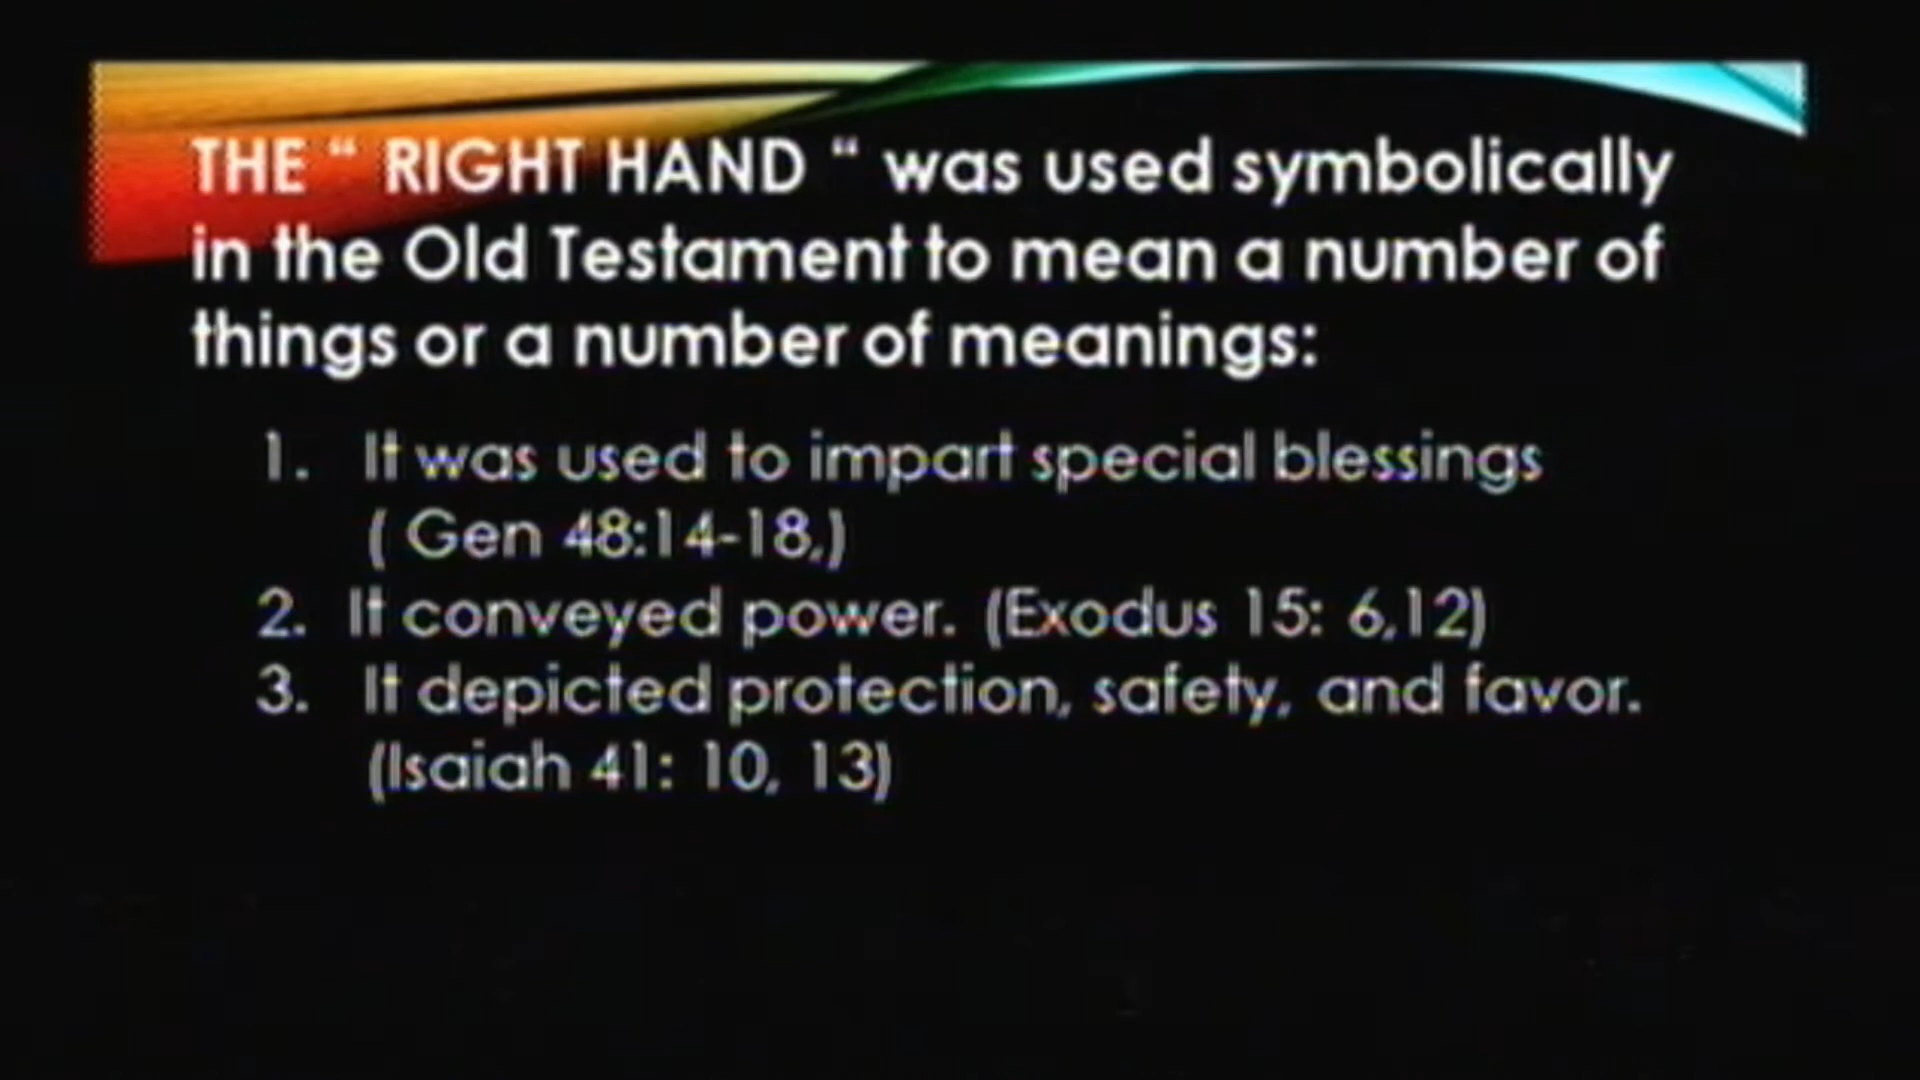 THE “ RIGHT HAND “ was used symbolically
in the Old Testament to mean a number of
things or a number of meanings:
1. It was used to impart special blessings
( Gen 48:14-18,)
2. It conveyed power. (Exodus 15: 6,12)
3. It depicted protection, safety, and favor.
(Isaiah 41: 10, 13)